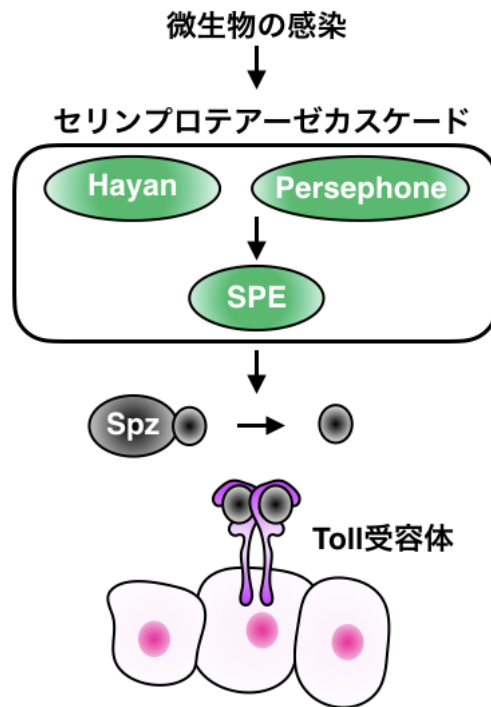 微生物の感染
セリンプロテアーゼカスケード
Hayan
Persephone
SPE
Spz
Toll受容体